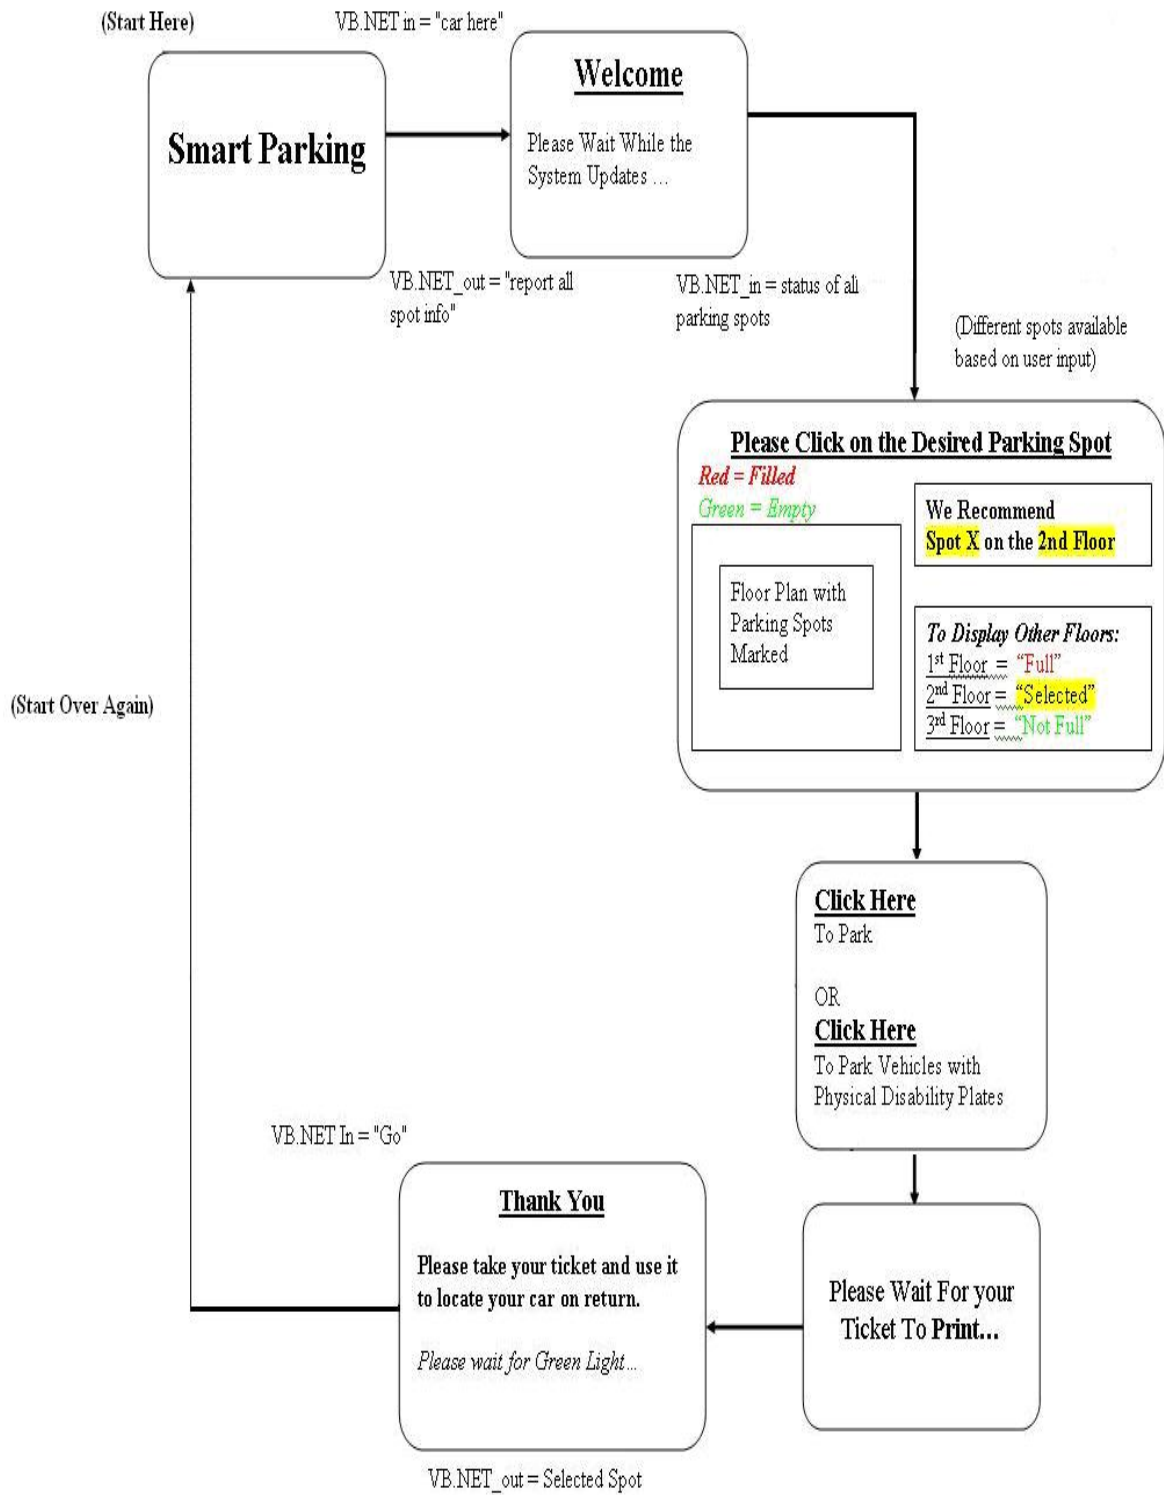 (Start Here)
VB.NET in = "car here"
Smart Parking
Welcome
Please Wait While the
System Updates ...
VB.NET_out = "report all
spot info"
VB.NET_in = status of all
parking spots
(Different spots available
based on user input)
Please Click on the Desired Parking Spot
Red = Filled
Green = Empty
Floor Plan with
Parking Spots
Marked
We Recommend
Spot X on the 2nd Floor
To Display Other Floors:
1st Floor = “Full”
2nd Floor = “Selected”
3rd Floor = “Not Full”
(Start Over Again)
Click Here
To Park
OR
Click Here
To Park Vehicles with
Physical Disability Plates
Please Wait For your
Ticket To Print...
VB.NET In = "Go"
Thank You
Please take your ticket and use it
to locate your car on return.
Please wait for Green Light...
VB.NET_out = Selected Spot